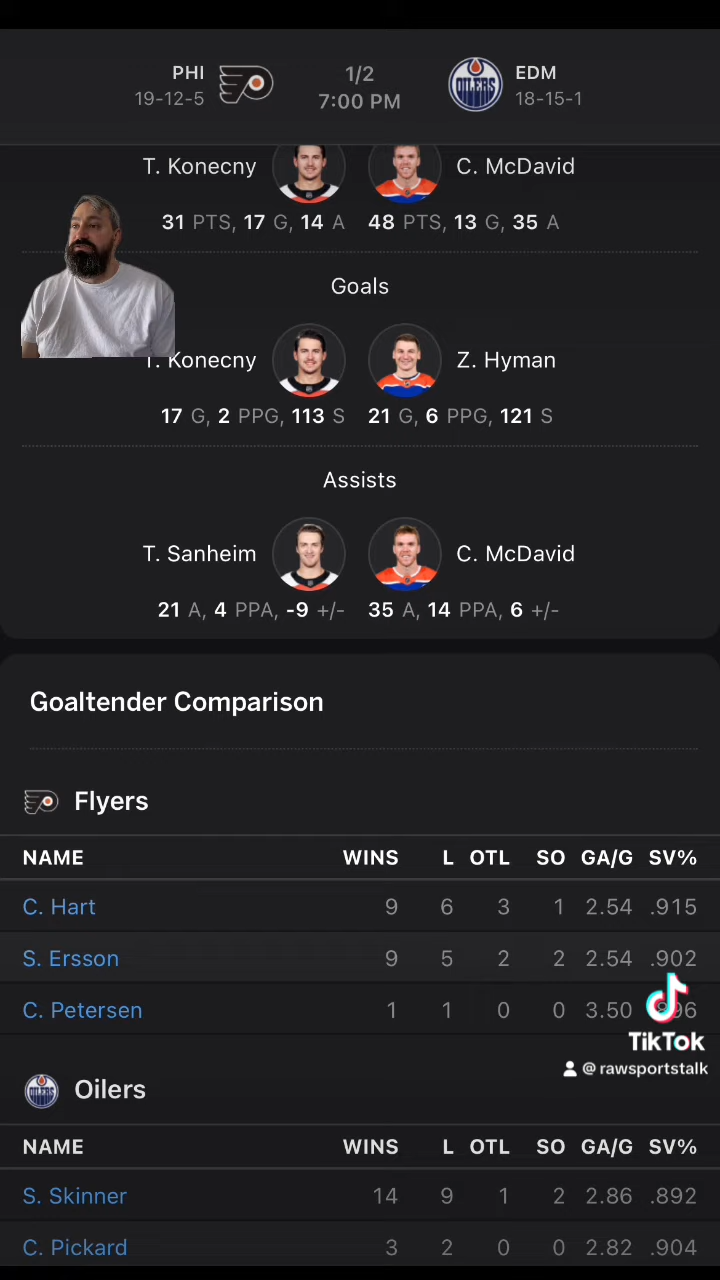 PHI
19-12-5
1/2
7:00 PM
EDM
18-15-1
T. Konecny
C. McDavid
31 PTS, 17 G, 14 A
48 PTS, 13 G, 35 A
Goals
T. Konecny
Z. Hyman
17 G, 2 PPG, 113 S
21 G, 6 PPG, 121 S
Assists
T. Sanheim
C. McDavid
21 A, 4 PPA, -9 +/-
35 A, 14 PPA, 6 +/-
Goaltender Comparison
Flyers
NAME WINS L OTL SO GA/G SV%
C. Hart 9 6 3 1 2.54 .915
S. Ersson 9 5 2 2 2.54 .902
C. Petersen 1 1 0 0 3.50
TikTok
@rawsportstalk
OILERS
Oilers
NAME WINS L OTL SO GA/G SV%
S. Skinner 14 9 1 2 2.86 .892
C. Pickard 3 2 0 0 2.82 .904